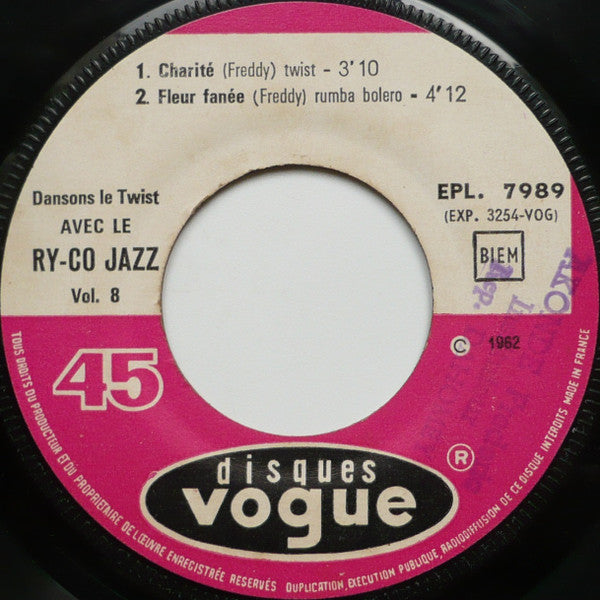 1. Charité (Freddy) twist - 3'10
2. Fleur fanée (Freddy) rumba bolero - 4'12
Dansons le Twist
AVEC LE
RY-CO JAZZ
Vol. 8
EPL. 7989
(EXP. 3254-VOG)
BIEM
© 1962
45
disques
vogue
®
TOUS DROITS DU PRODUCTEUR ET DU PROPRIETAIRE DE L'ŒUVRE ENREGISTRÉE RESERVÉS DUPLICATION, EXECUTION PUBLIQUE, RADIODIFFUSION DE CE DISQUE INTERDITS MADE IN FRANCE